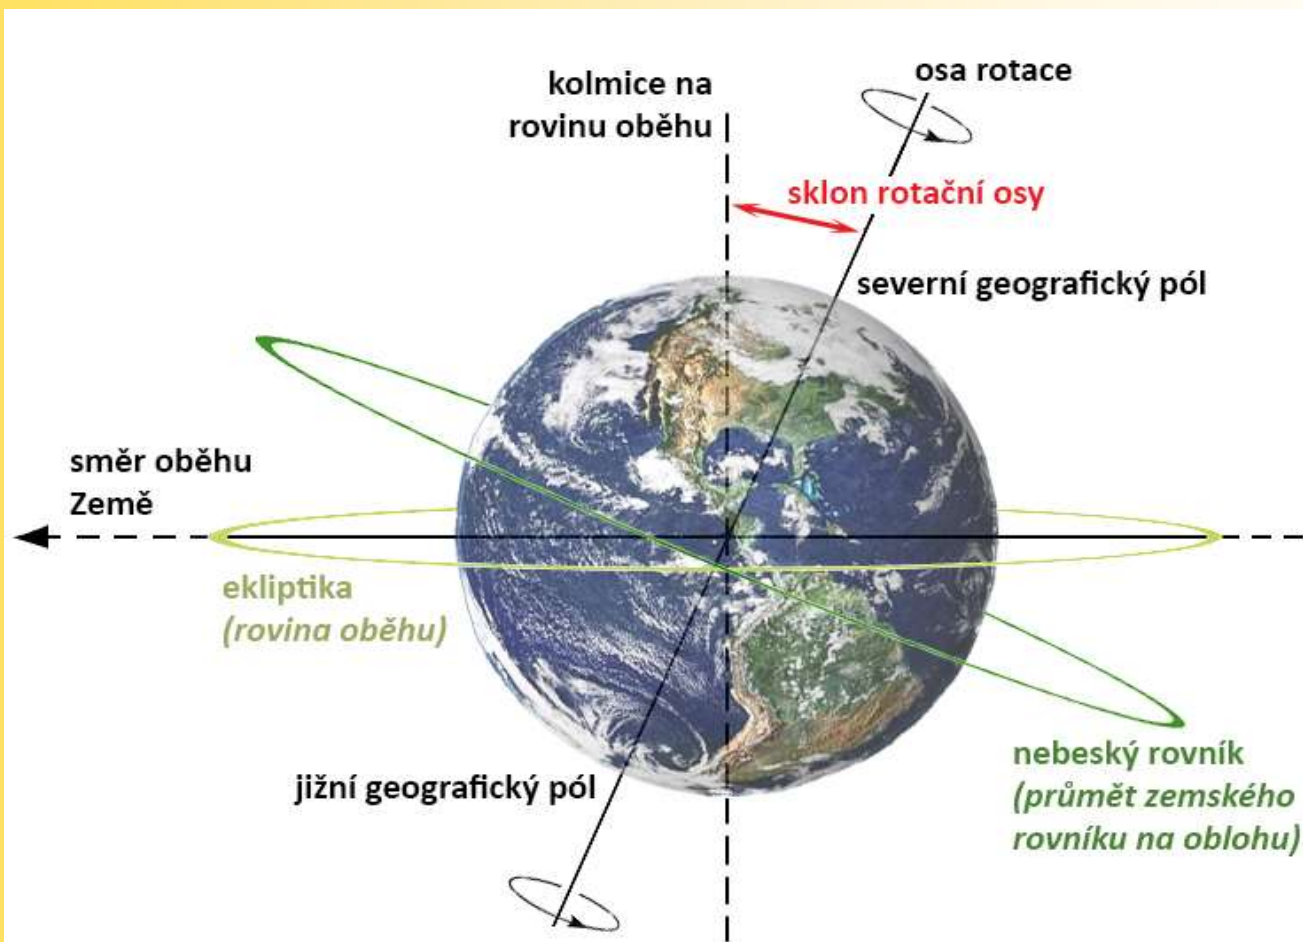 osa rotace
kolmice na
rovinu oběhu
sklon rotační osy
severní geografický pól
směr oběhu
Země
ekliptika
(rovina oběhu)
nebeský rovník
(průmět zemského
rovníku na oblohu)
jižní geografický pól